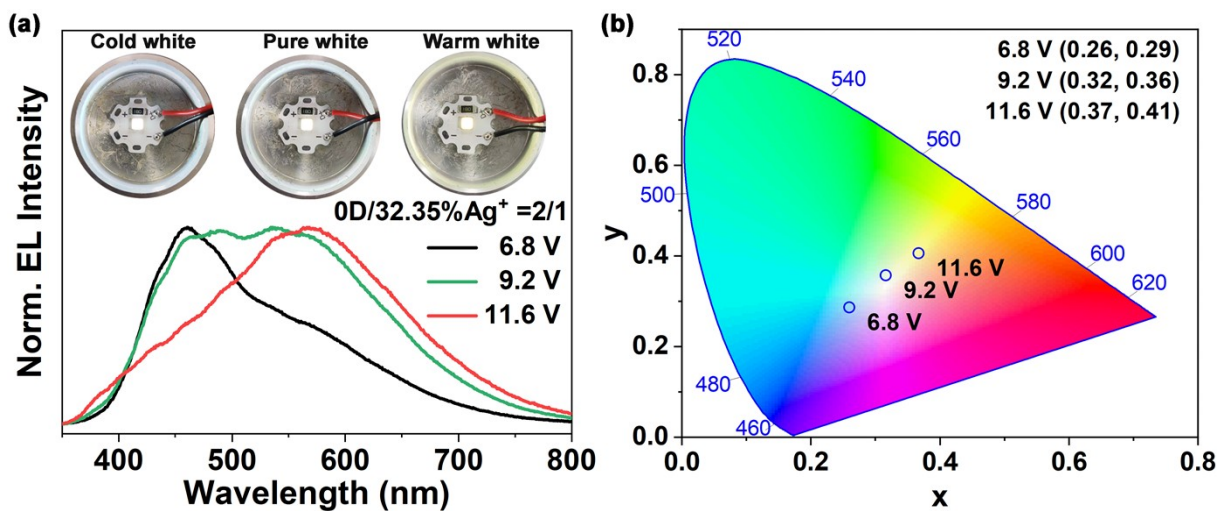 (a)
Cold white
Pure white
Warm white
0D/32.35%Ag⁺ =2/1
6.8 V
9.2 V
11.6 V
Norm. EL Intensity
400
500
600
700
800
Wavelength (nm)
(b)
6.8 V (0.26, 0.29)
9.2 V (0.32, 0.36)
11.6 V (0.37, 0.41)
520
540
560
500
580
600
620
480
460
11.6 V
9.2 V
6.8 V
y
0.8
0.6
0.4
0.2
0.0
0.0
0.2
0.4
0.6
0.8
x